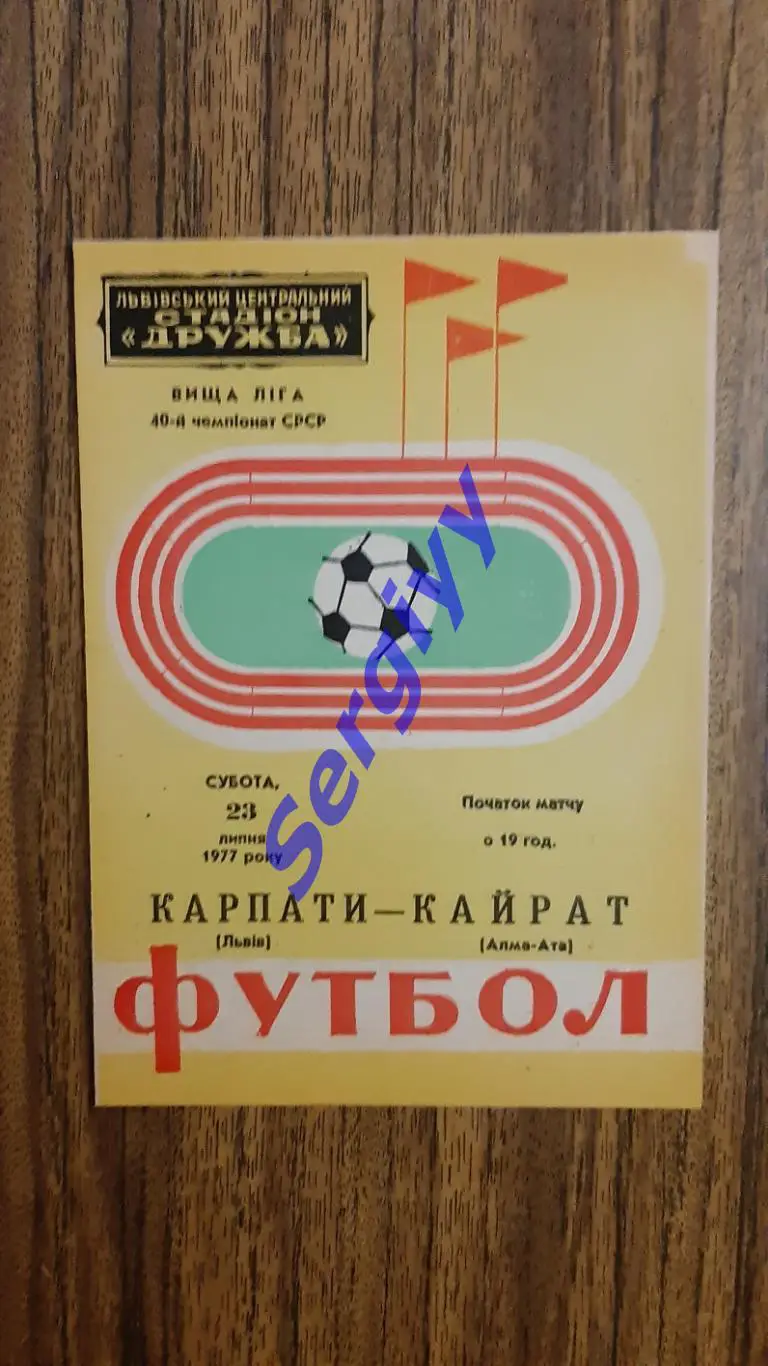 ЛЬВІВСЬКИЙ ЦЕНТРАЛЬНИЙ
СТАДІОН
«ДРУЖБА»
ВИЩА ЛІГА
40-й чемпіонат СРСР
СУБОТА,
23
липня
1977 року
Початок матчу
о 19 год.
КАРПАТИ — КАЙРАТ
(Львів) (Алма-Ата)
ФУТБОЛ
Sergiyy